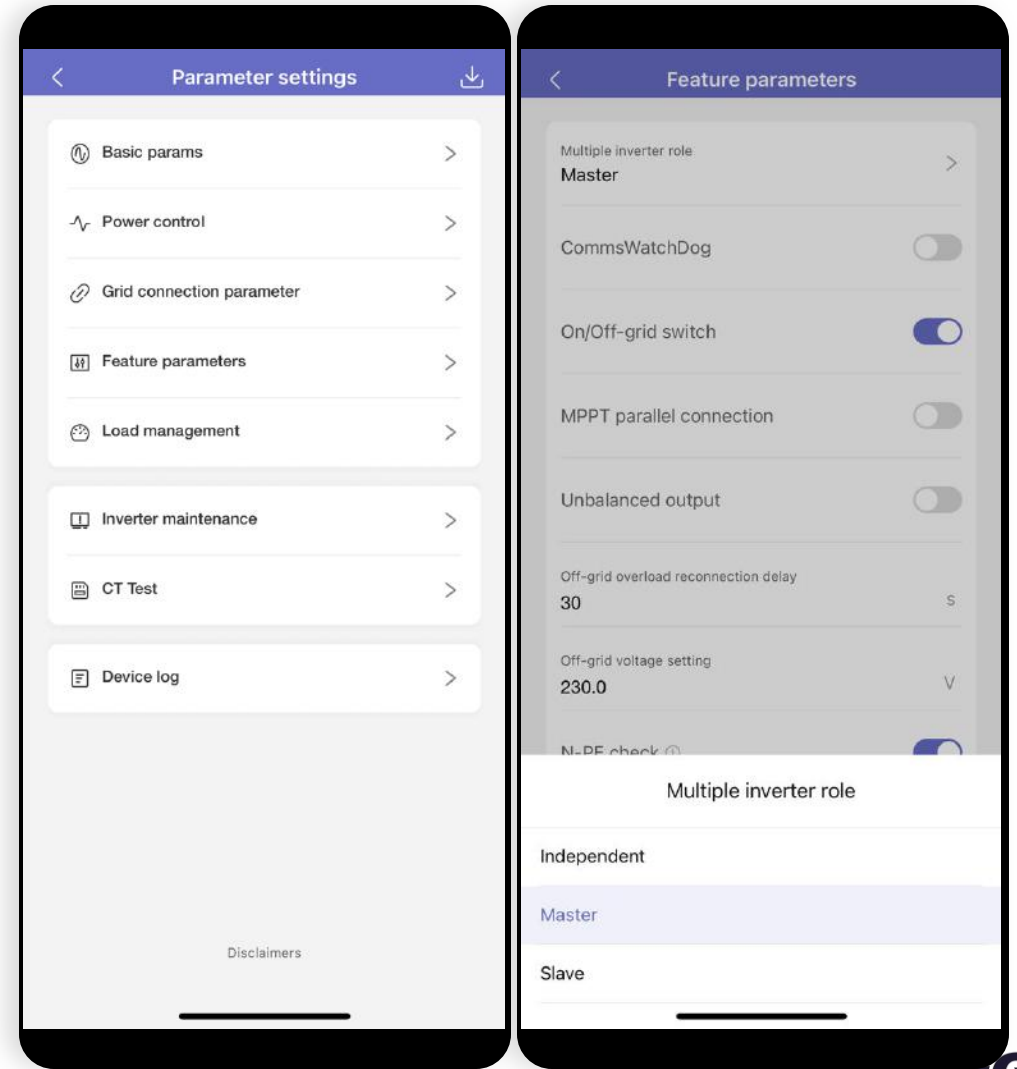 Parameter settings
Basic params
Power control
Grid connection parameter
Feature parameters
Load management
Inverter maintenance
CT Test
Device log
Disclaimers
Feature parameters
Multiple inverter role
Master
CommsWatchDog
On/Off-grid switch
MPPT parallel connection
Unbalanced output
Off-grid overload reconnection delay
30 s
Off-grid voltage setting
230.0 V
N-PE check
Multiple inverter role
Independent
Master
Slave